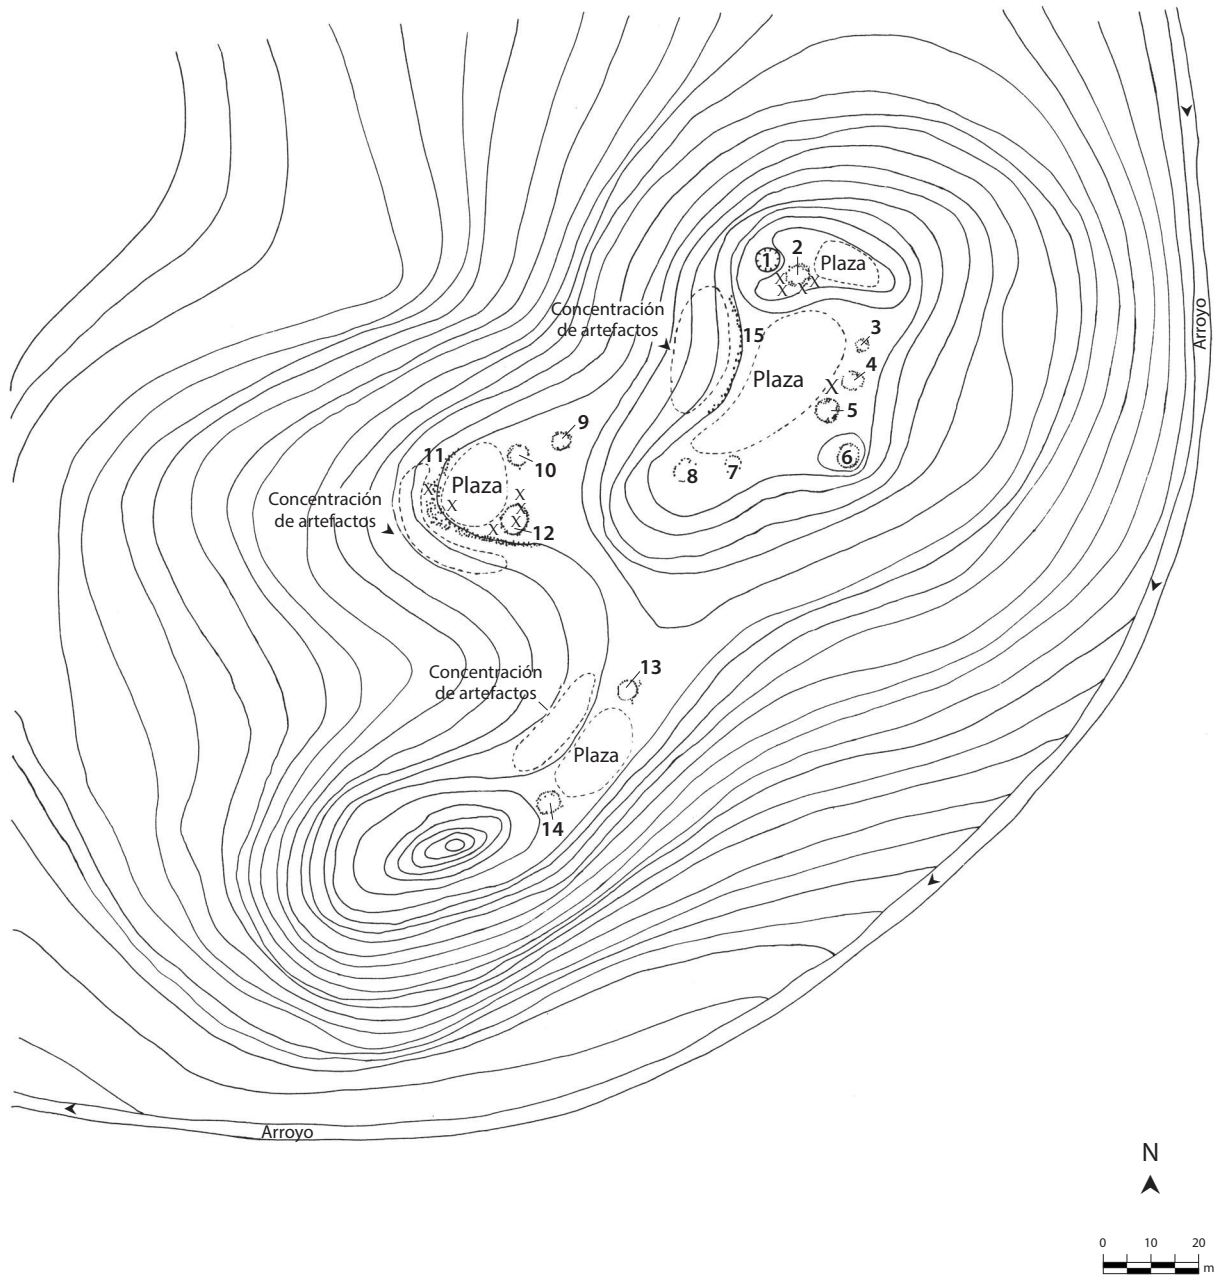 1
2
Plaza
Arroyo
Concentración
de artefactos
15
3
4
Plaza
5
6
7
8
9
10
11
Plaza
Concentración
de artefactos
12
X
X
X
X
X
X
X
X
X
X
X
Concentración
de artefactos
13
Plaza
14
Arroyo
N
0 10 20
m